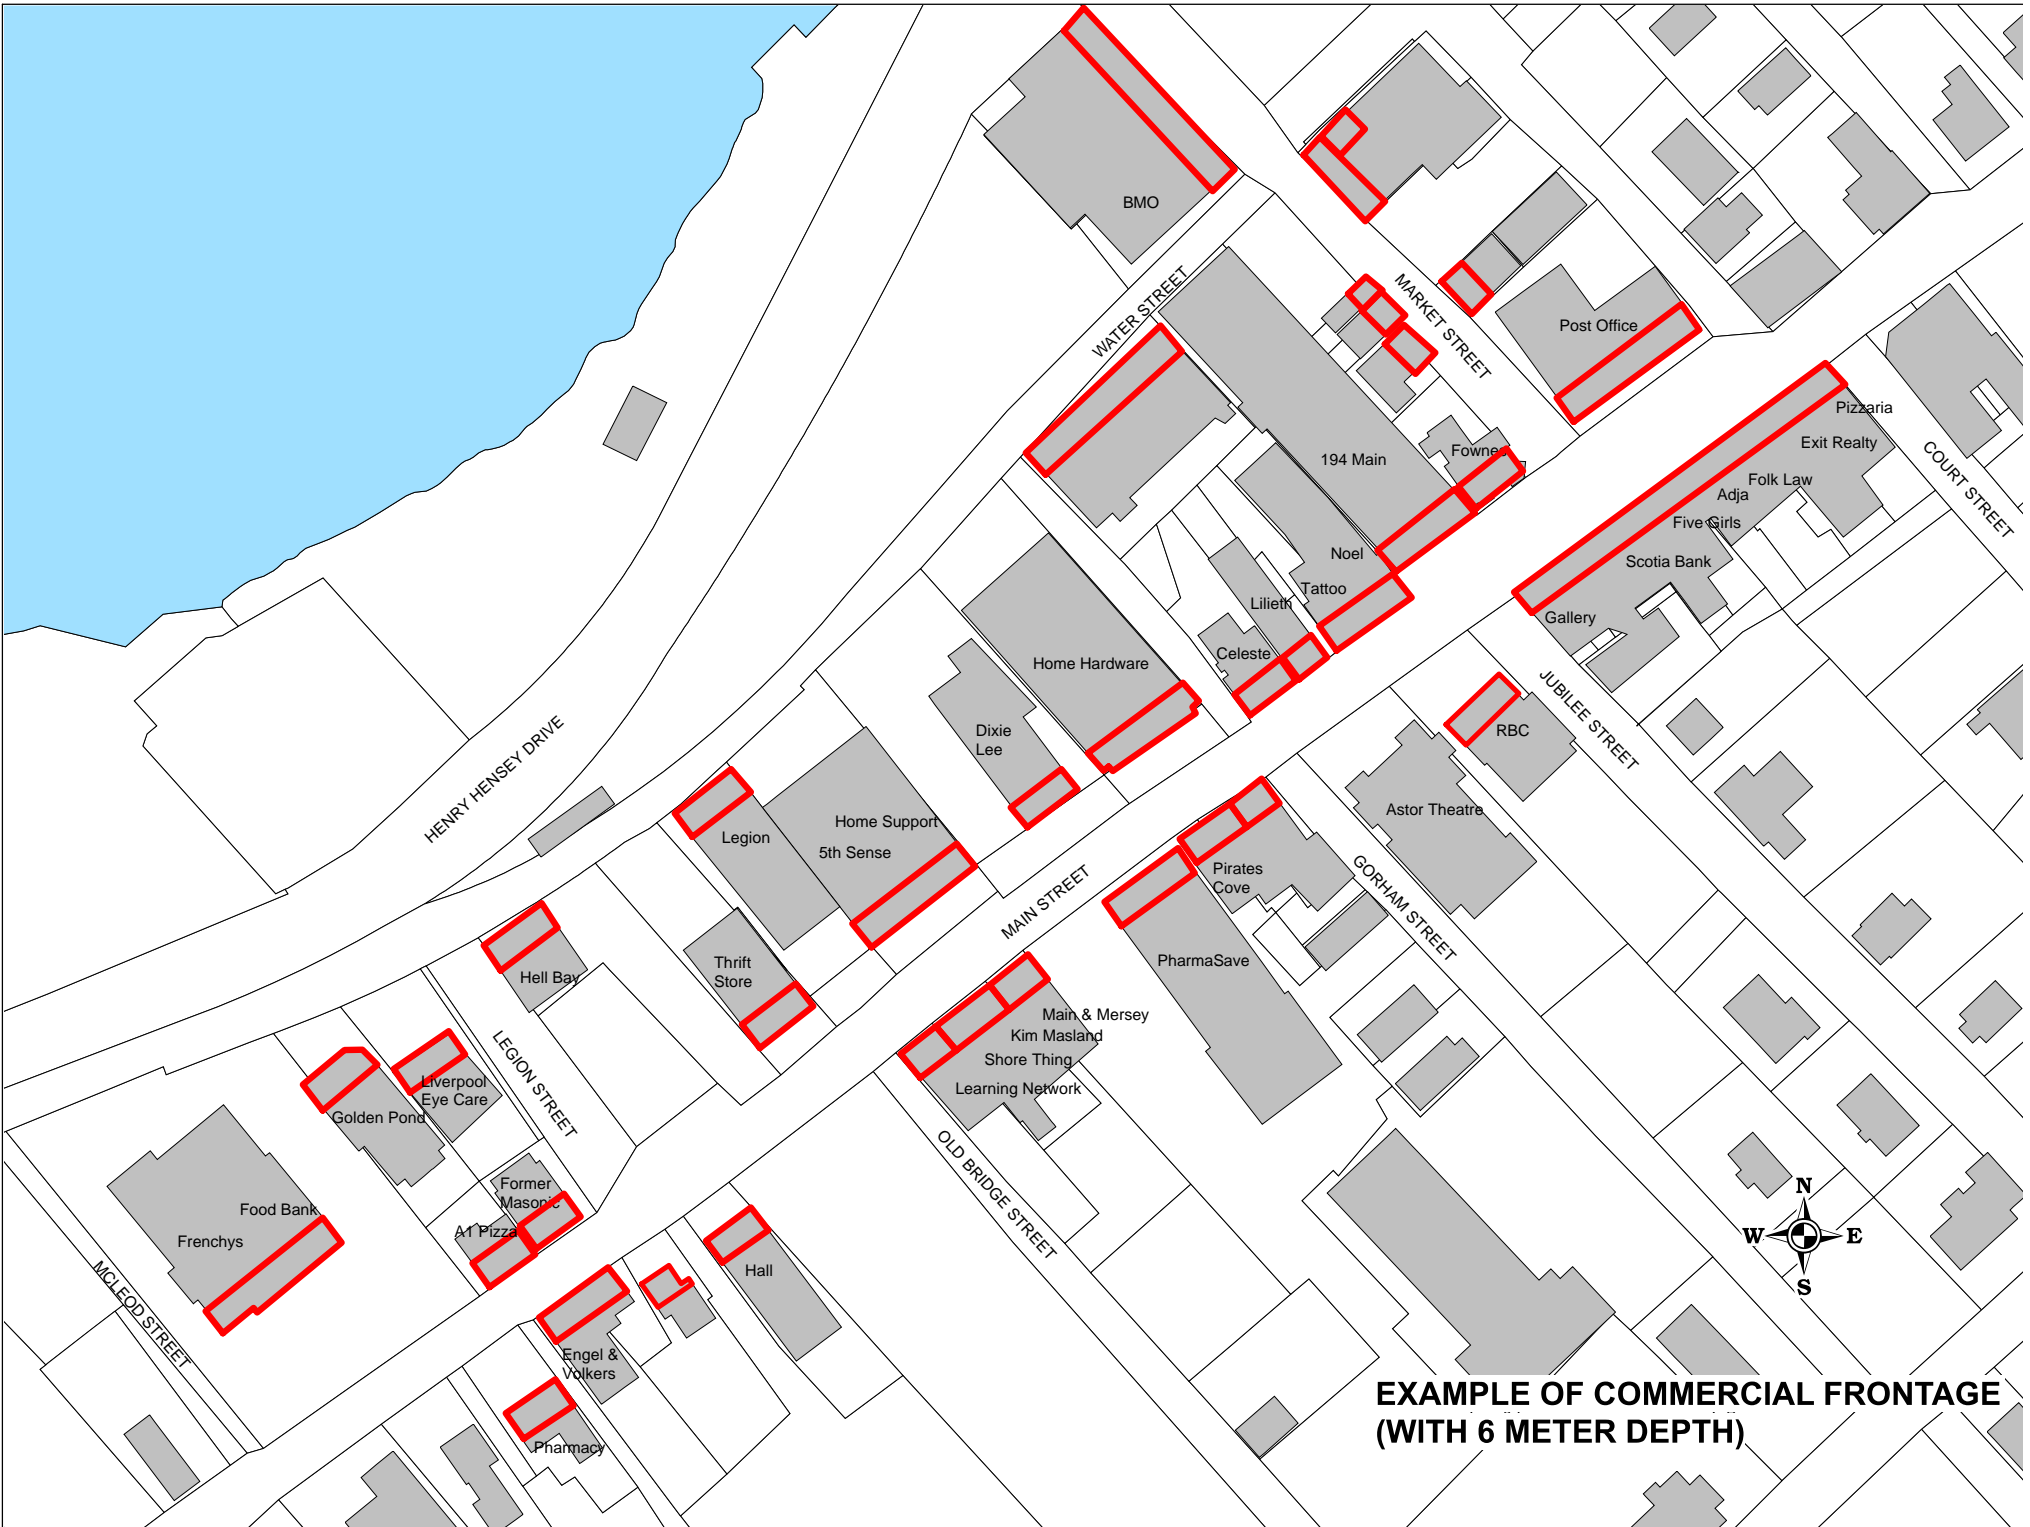 BMO
WATER STREET
MARKET STREET
Post Office
Pizzaria
Exit Realty
Folk Law
Adja
Five Girls
Scotia Bank
Gallery
COURT STREET
Fownes
194 Main
Noel
Tattoo
Lilieth
Celeste
Home Hardware
Dixie
Lee
RBC
JUBILEE STREET
Astor Theatre
HENRY HENSEY DRIVE
Legion
Home Support
5th Sense
MAIN STREET
Pirates
Cove
GORHAM STREET
PharmaSave
Thrift
Store
Hell Bay
Main & Mersey
Kim Masland
Shore Thing
Learning Network
LEGION STREET
Liverpool
Eye Care
Golden Pond
OLD BRIDGE STREET
Former
Masonic
A1 Pizza
Food Bank
Frenchys
MCLEOD STREET
Hall
Engel &
Volkers
Pharmacy
N
W E
S
EXAMPLE OF COMMERCIAL FRONTAGE
(WITH 6 METER DEPTH)